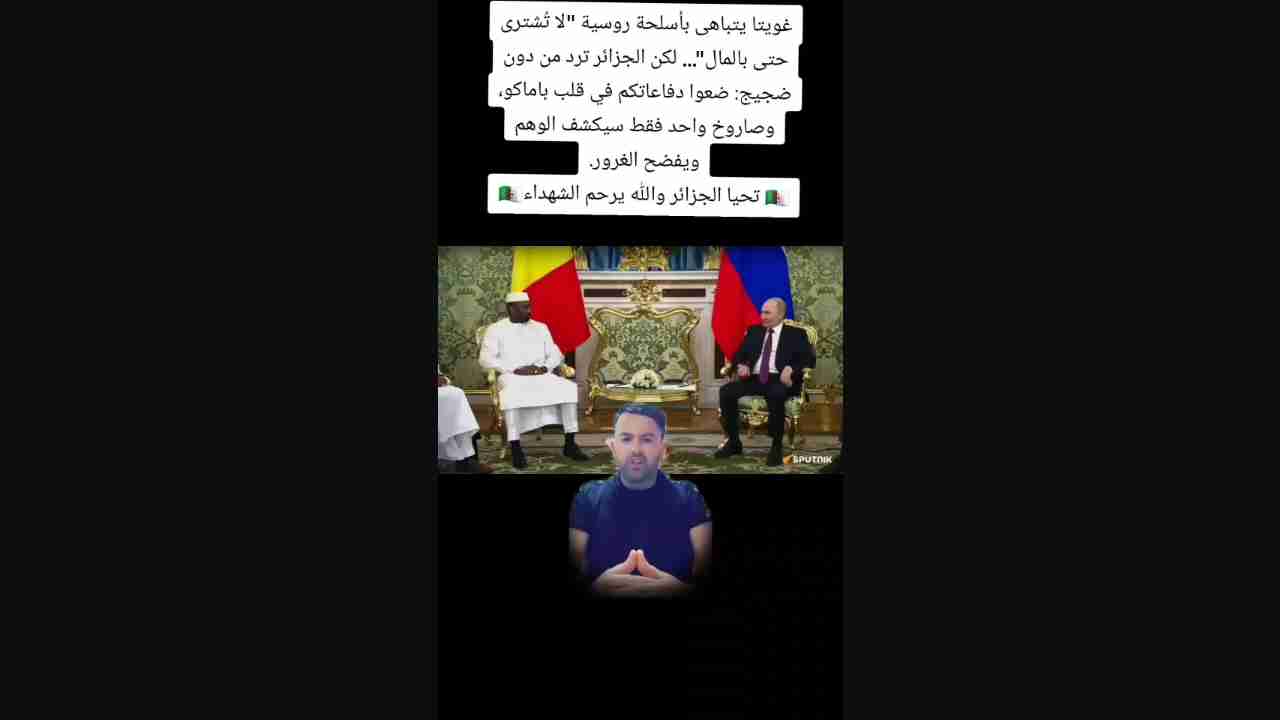 غويتا يتباهى بأسلحة روسية "لا تُشترى
حتى بالمال"... لكن الجزائر ترد من دون
ضجيج: ضعوا دفاعاتكم في قلب باماكو،
وصاروخ واحد فقط سيكشف الوهم
ويفضح الغرور.
🇩🇿 تحيا الجزائر والله يرحم الشهداء 🇩🇿
SPUTNIK